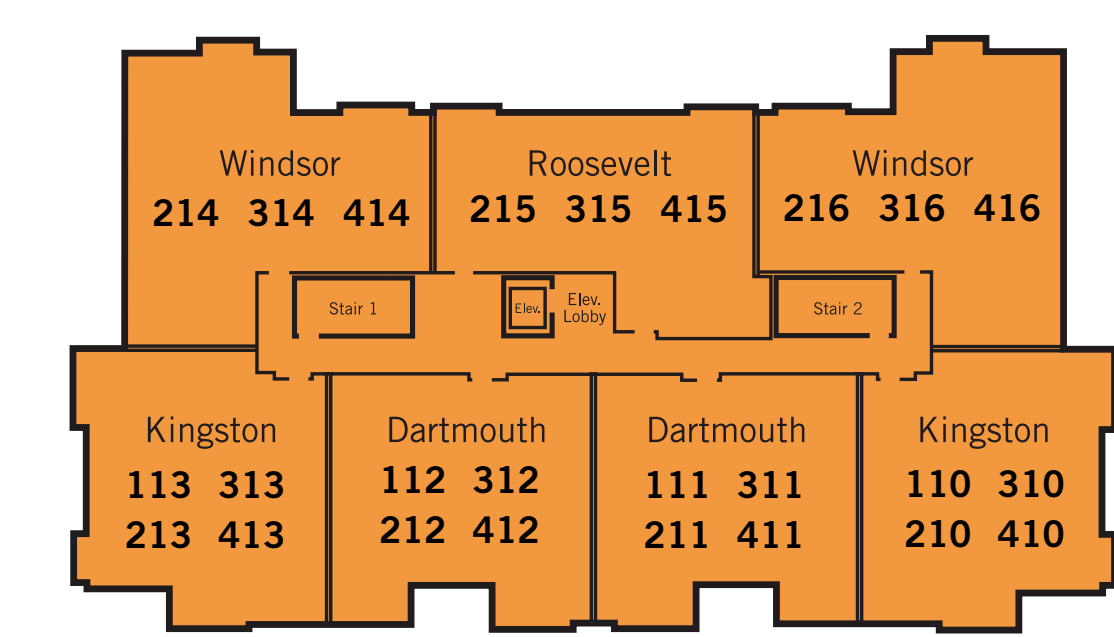 Windsor
214 314 414
Roosevelt
215 315 415
Windsor
216 316 416
Stair 1
Elev.
Elev.
Lobby
Stair 2
Kingston
113 313
213 413
Dartmouth
112 312
212 412
Dartmouth
111 311
211 411
Kingston
110 310
210 410